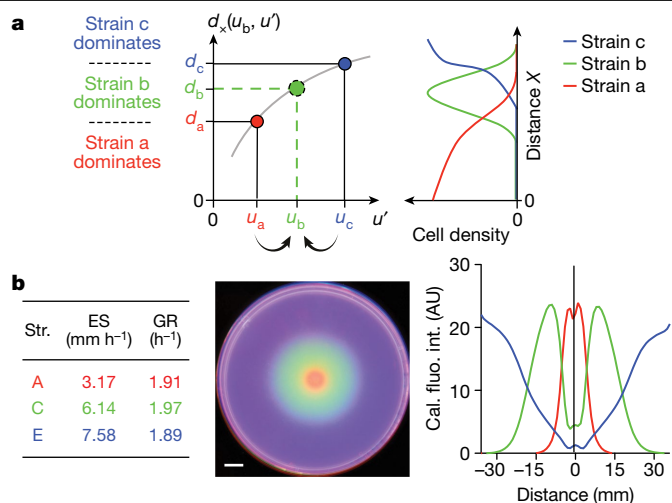 a
Strain c
dominates
Strain b
dominates
Strain a
dominates
d×(ub, u′)
dc
db
da
0
0
ua
ub
uc
u′
Strain c
Strain b
Strain a
Distance X
0
0
Cell density
b
Str.
ES
(mm h−1)
GR
(h−1)
A 3.17 1.91
C 6.14 1.97
E 7.58 1.89
Cal. fluo. int. (AU)
30
20
10
0
−30 −15 0 15 30
Distance (mm)